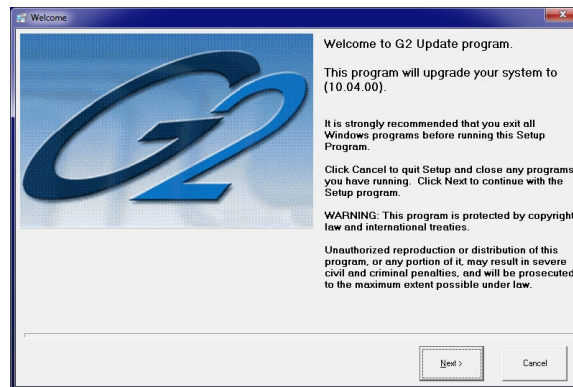 Welcome
G2
Welcome to G2 Update program.
This program will upgrade your system to
(10.04.00).
It is strongly recommended that you exit all
Windows programs before running this Setup
Program.
Click Cancel to quit Setup and close any programs
you have running. Click Next to continue with the
Setup program.
WARNING: This program is protected by copyright
law and international treaties.
Unauthorized reproduction or distribution of this
program, or any portion of it, may result in severe
civil and criminal penalties, and will be prosecuted
to the maximum extent possible under law.
Next >
Cancel